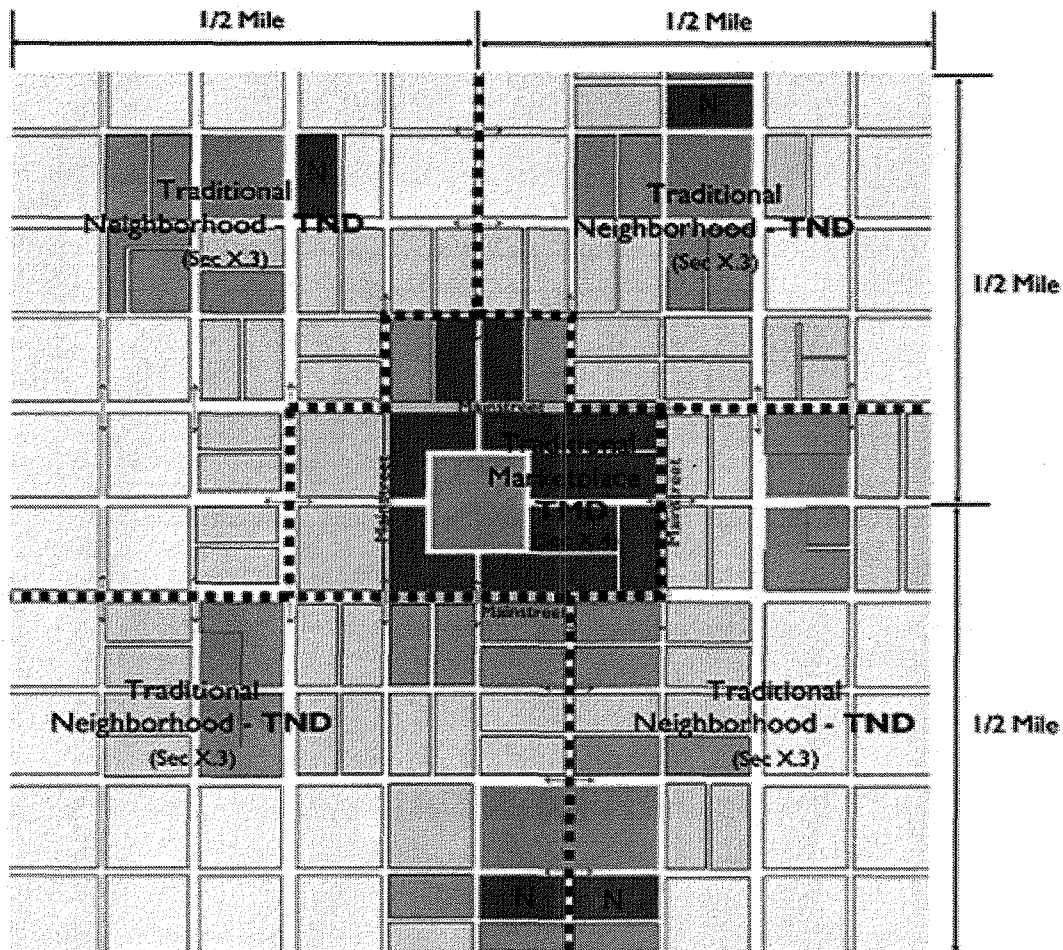 1/2 Mile
1/2 Mile
N
N
Traditional
Neighborhood - TND
(Sec X.3)
Traditional
Neighborhood - TND
(Sec X.3)
1/2 Mile
Mainstreet
Traditional
Marketplace
TMD
Mainstreet
Mainstreet
Mainstreet
Traditional
Neighborhood - TND
(Sec X.3)
Traditional
Neighborhood - TND
(Sec X.3)
1/2 Mile
N
N